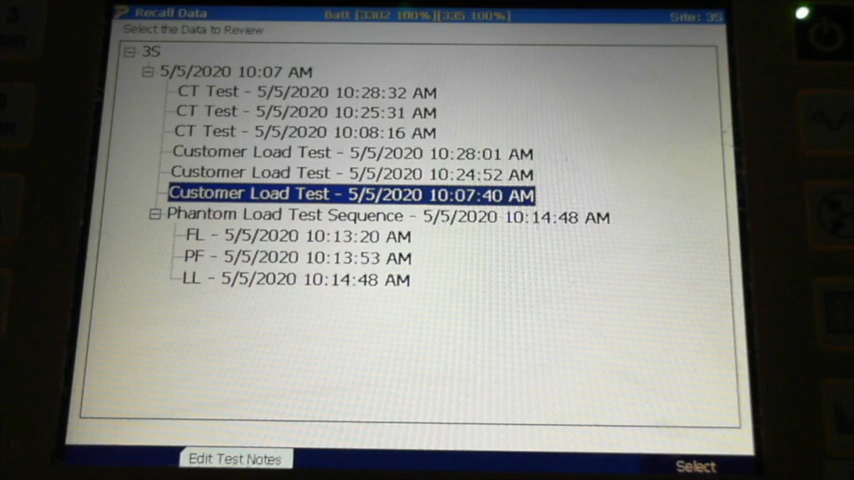 Recall Data Batt [3302 100%][335 100%] Site: 3S
Select the Data to Review
3S
5/5/2020 10:07 AM
CT Test - 5/5/2020 10:28:32 AM
CT Test - 5/5/2020 10:25:31 AM
CT Test - 5/5/2020 10:08:16 AM
Customer Load Test - 5/5/2020 10:28:01 AM
Customer Load Test - 5/5/2020 10:24:52 AM
Customer Load Test - 5/5/2020 10:07:40 AM
Phantom Load Test Sequence - 5/5/2020 10:14:48 AM
FL - 5/5/2020 10:13:20 AM
PF - 5/5/2020 10:13:53 AM
LL - 5/5/2020 10:14:48 AM
Edit Test Notes Select